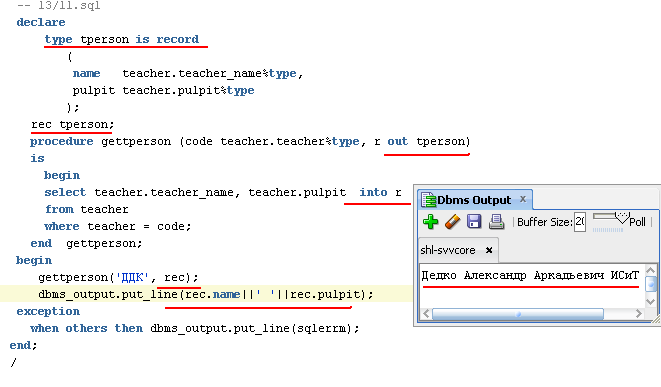 -- 13/11.sql
declare
type tperson is record
(
name teacher.teacher_name%type,
pulpit teacher.pulpit%type
);
rec tperson;
procedure gettperson (code teacher.teacher%type, r out tperson)
is
begin
select teacher.teacher_name, teacher.pulpit into r
from teacher
where teacher = code;
end gettperson;
begin
gettperson('ДДК', rec);
dbms_output.put_line(rec.name||' '||rec.pulpit);
exception
when others then dbms_output.put_line(sqlerrm);
end;
/
Dbms Output x
Buffer Size: 20 Poll
shl-svvcore x
Дедко Александр Аркадьевич ИСиТ